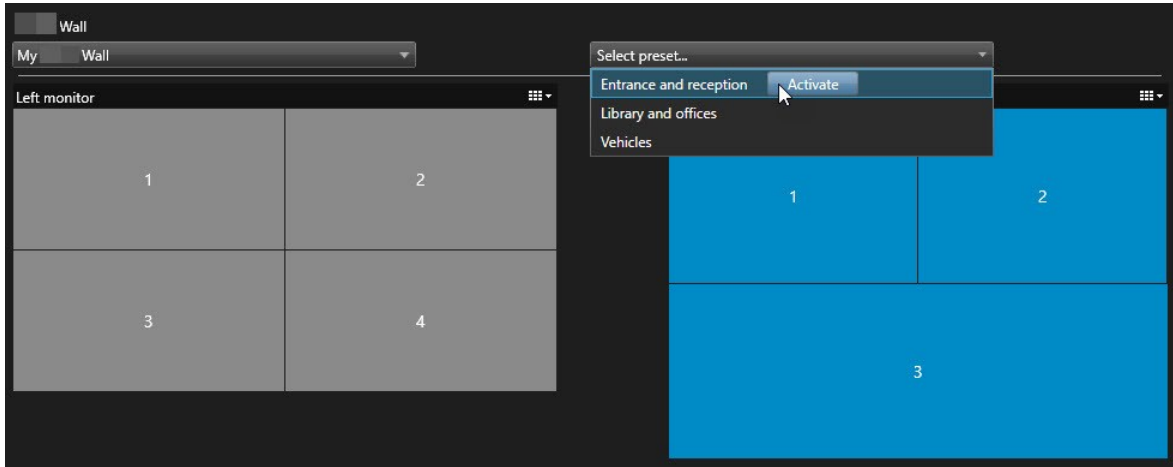 Wall
My Wall
Select preset...
Entrance and reception Activate
Library and offices
Vehicles
Left monitor
1 2
3 4
1 2
3